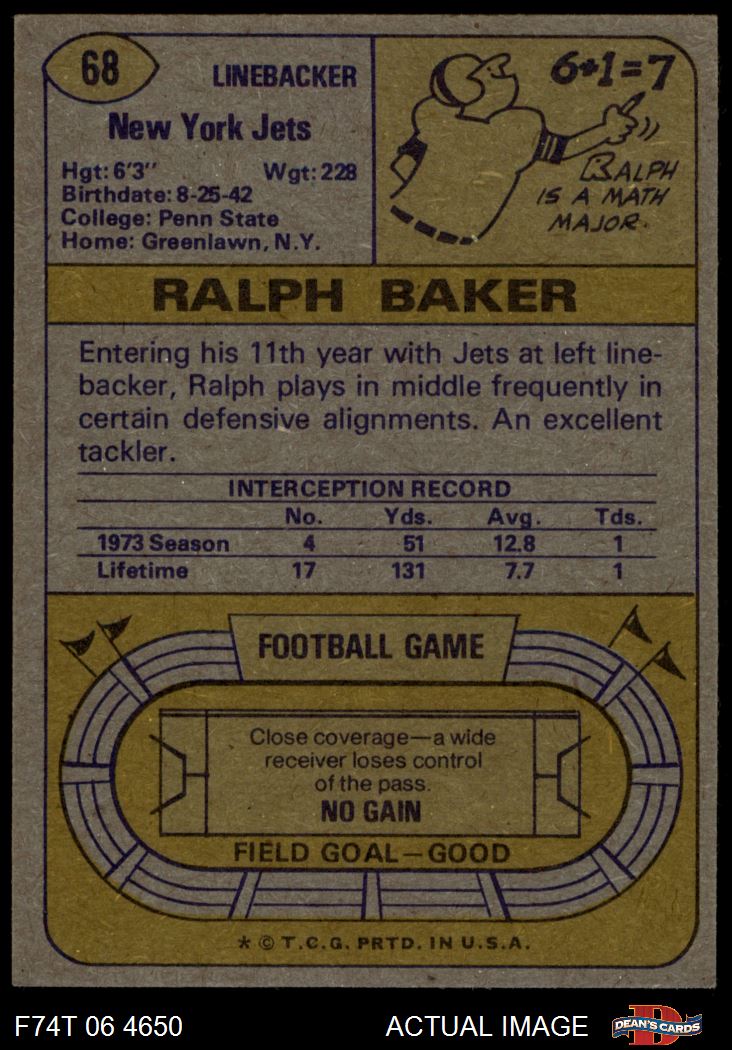 68
LINEBACKER
New York Jets
Hgt: 6'3" Wgt: 228
Birthdate: 8-25-42
College: Penn State
Home: Greenlawn, N.Y.
6+1=7
RALPH
IS A MATH
MAJOR.
RALPH BAKER
Entering his 11th year with Jets at left line-
backer, Ralph plays in middle frequently in
certain defensive alignments. An excellent
tackler.
INTERCEPTION RECORD
No. Yds. Avg. Tds.
1973 Season 4 51 12.8 1
Lifetime 17 131 7.7 1
FOOTBALL GAME
Close coverage—a wide
receiver loses control
of the pass.
NO GAIN
FIELD GOAL—GOOD
* © T.C.G. PRTD. IN U.S.A.
F74T 06 4650 ACTUAL IMAGE D DEAN'S CARDS